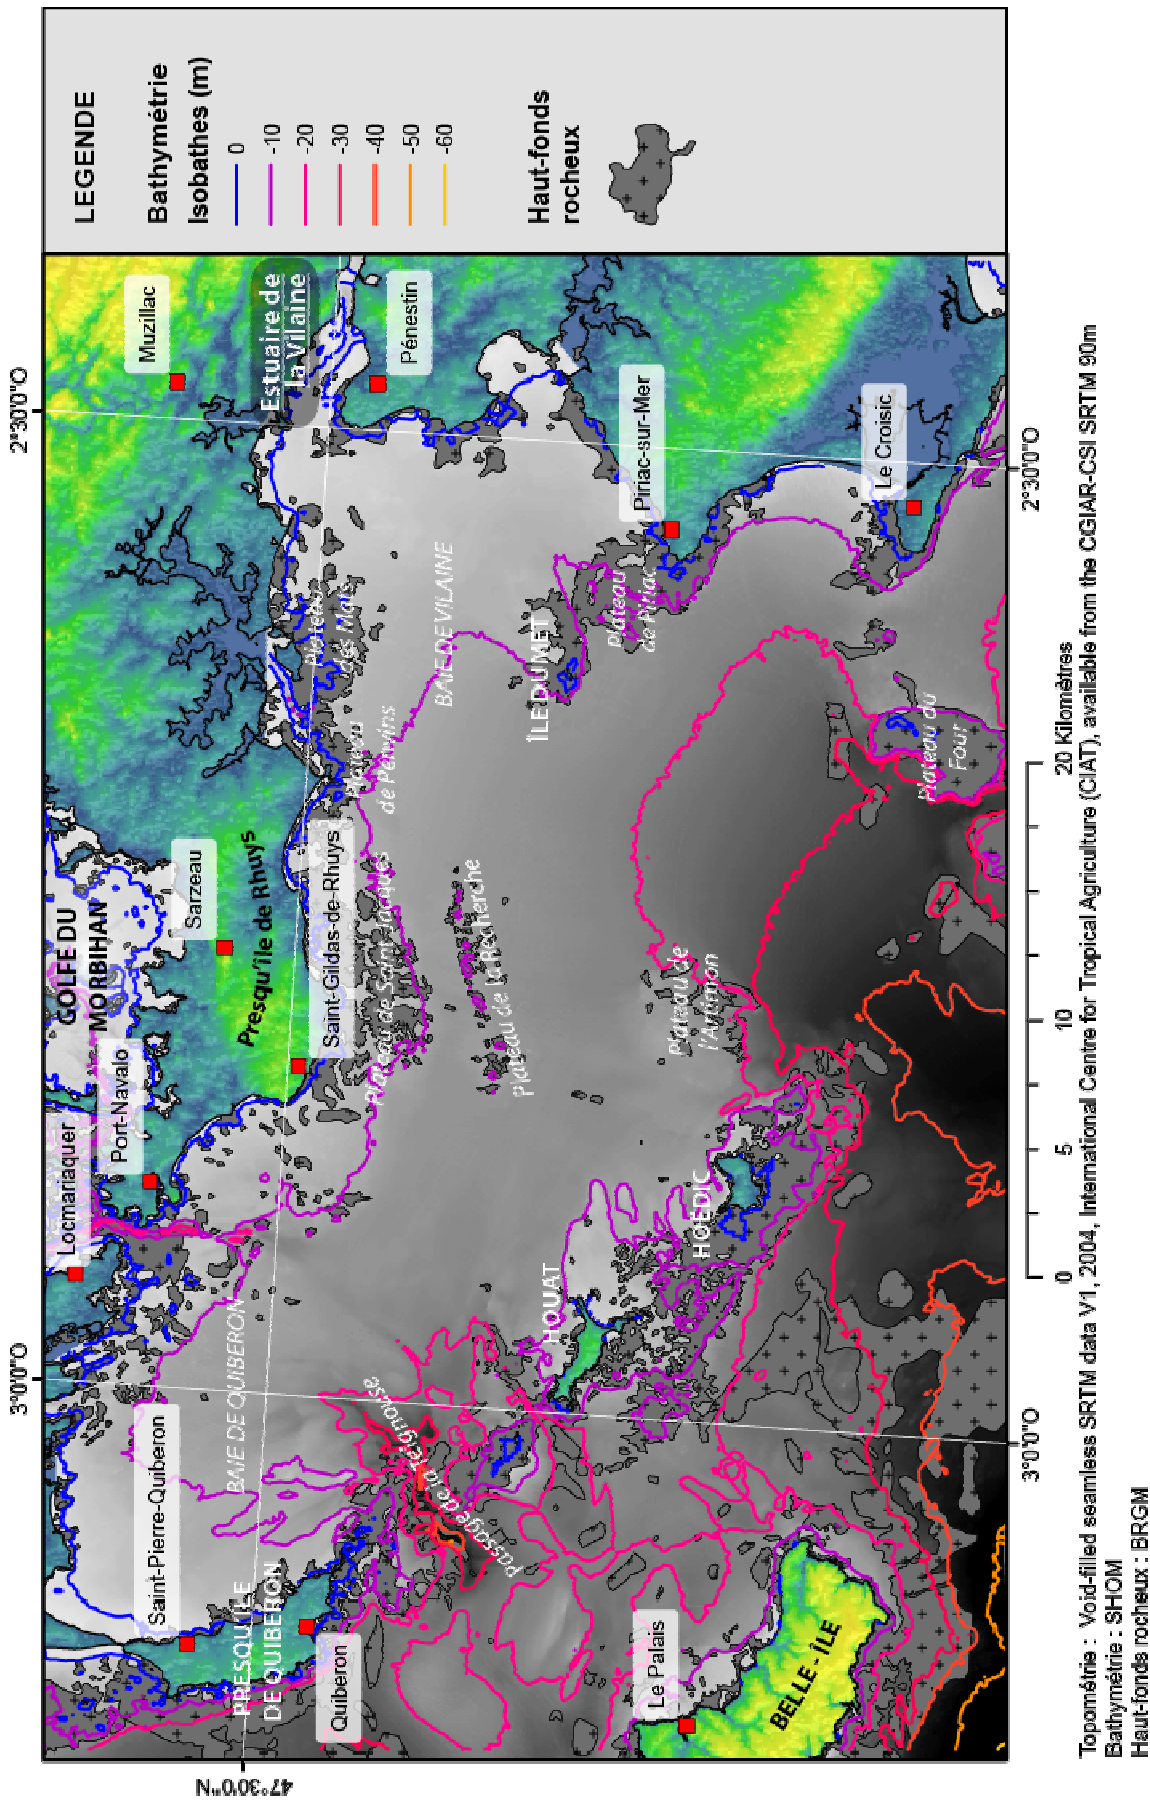 2°30'0"O
3°0'0"O
47°30'0"N
LEGENDE
Bathymétrie
Isobathes (m)
0
-10
-20
-30
-40
-50
-60
Haut-fonds
rocheux
Muzillac
Estuaire de
la Vilaine
Pénestin
Piriac-sur-Mer
Le Croisic
GOLFE DU
MORBIHAN
Sarzeau
Presqu'île de Rhuys
Saint-Gildas-de-Rhuys
Port-Navalo
Locmariaquer
Saint-Pierre-Quiberon
PRESQU'ILE
DE QUIBERON
Quiberon
BAIE DE QUIBERON
Passage de la Teignouse
HOUAT
HOEDIC
Le Palais
BELLE - ÎLE
Plateau de Saint-Jacques
Plateau de la Recherche
Plateau de
l'Artimon
Plateau
de Penvins
Plateau
des Mats
BAIE DE VILAINE
ÎLE DUMET
Plateau
de Piriac
Plateau du
Four
2°30'0"O
3°0'0"O
0
5
10
20 Kilomètres
Topométrie : Void-filled seamless SRTM data V1, 2004, International Centre for Tropical Agriculture (CIAT), available from the CGIAR-CSI SRTM 90m
Bathymétrie : SHOM
Haut-fonds rocheux : BRGM